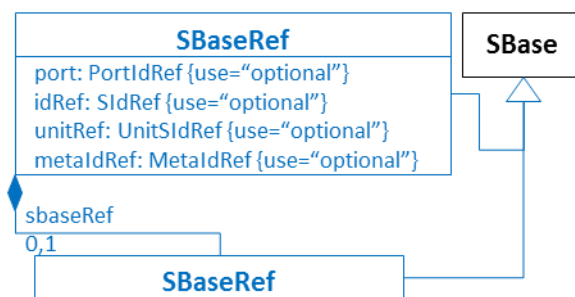 SBaseRef
SBase
port: PortIdRef {use=“optional”}
idRef: SIdRef {use=“optional”}
unitRef: UnitSIdRef {use=“optional”}
metaIdRef: MetaIdRef {use=“optional”}
sbaseRef
0,1
SBaseRef